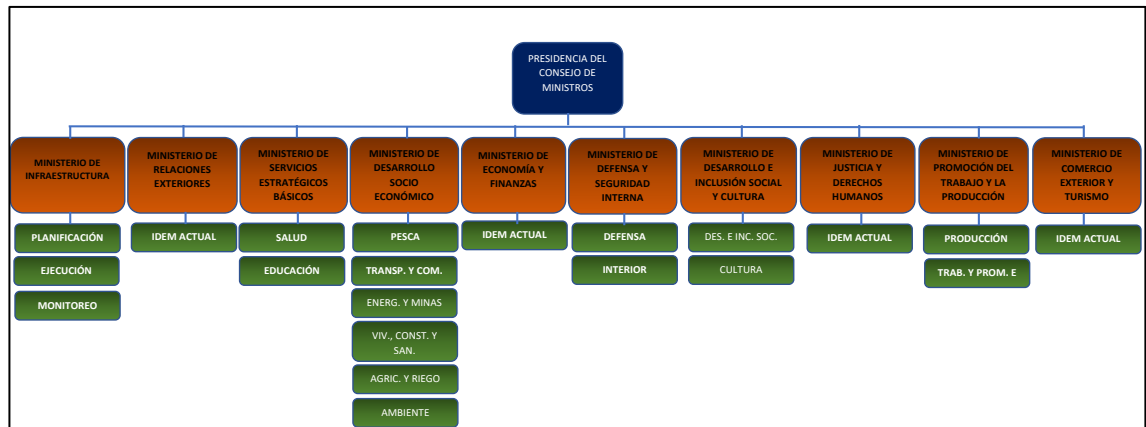 PRESIDENCIA DEL
CONSEJO DE
MINISTROS
MINISTERIO DE
INFRAESTRUCTURA
MINISTERIO DE
RELACIONES
EXTERIORES
MINISTERIO DE
SERVICIOS
ESTRATÉGICOS
BÁSICOS
MINISTERIO DE
DESARROLLO
SOCIO
ECONÓMICO
MINISTERIO DE
ECONOMÍA Y
FINANZAS
MINISTERIO DE
DEFENSA Y
SEGURIDAD
INTERNA
MINISTERIO DE
DESARROLLO E
INCLUSIÓN SOCIAL
Y CULTURA
MINISTERIO DE
JUSTICIA Y
DERECHOS
HUMANOS
MINISTERIO DE
PROMOCIÓN DEL
TRABAJO Y LA
PRODUCCIÓN
MINISTERIO DE
COMERCIO
EXTERIOR Y
TURISMO
PLANIFICACIÓN
EJECUCIÓN
MONITOREO
IDEM ACTUAL
SALUD
EDUCACIÓN
PESCA
TRANSP. Y COM.
ENERG. Y MINAS
VIV., CONST. Y
SAN.
AGRIC. Y RIEGO
AMBIENTE
IDEM ACTUAL
DEFENSA
INTERIOR
DES. E INC. SOC.
CULTURA
IDEM ACTUAL
PRODUCCIÓN
TRAB. Y PROM. E
IDEM ACTUAL